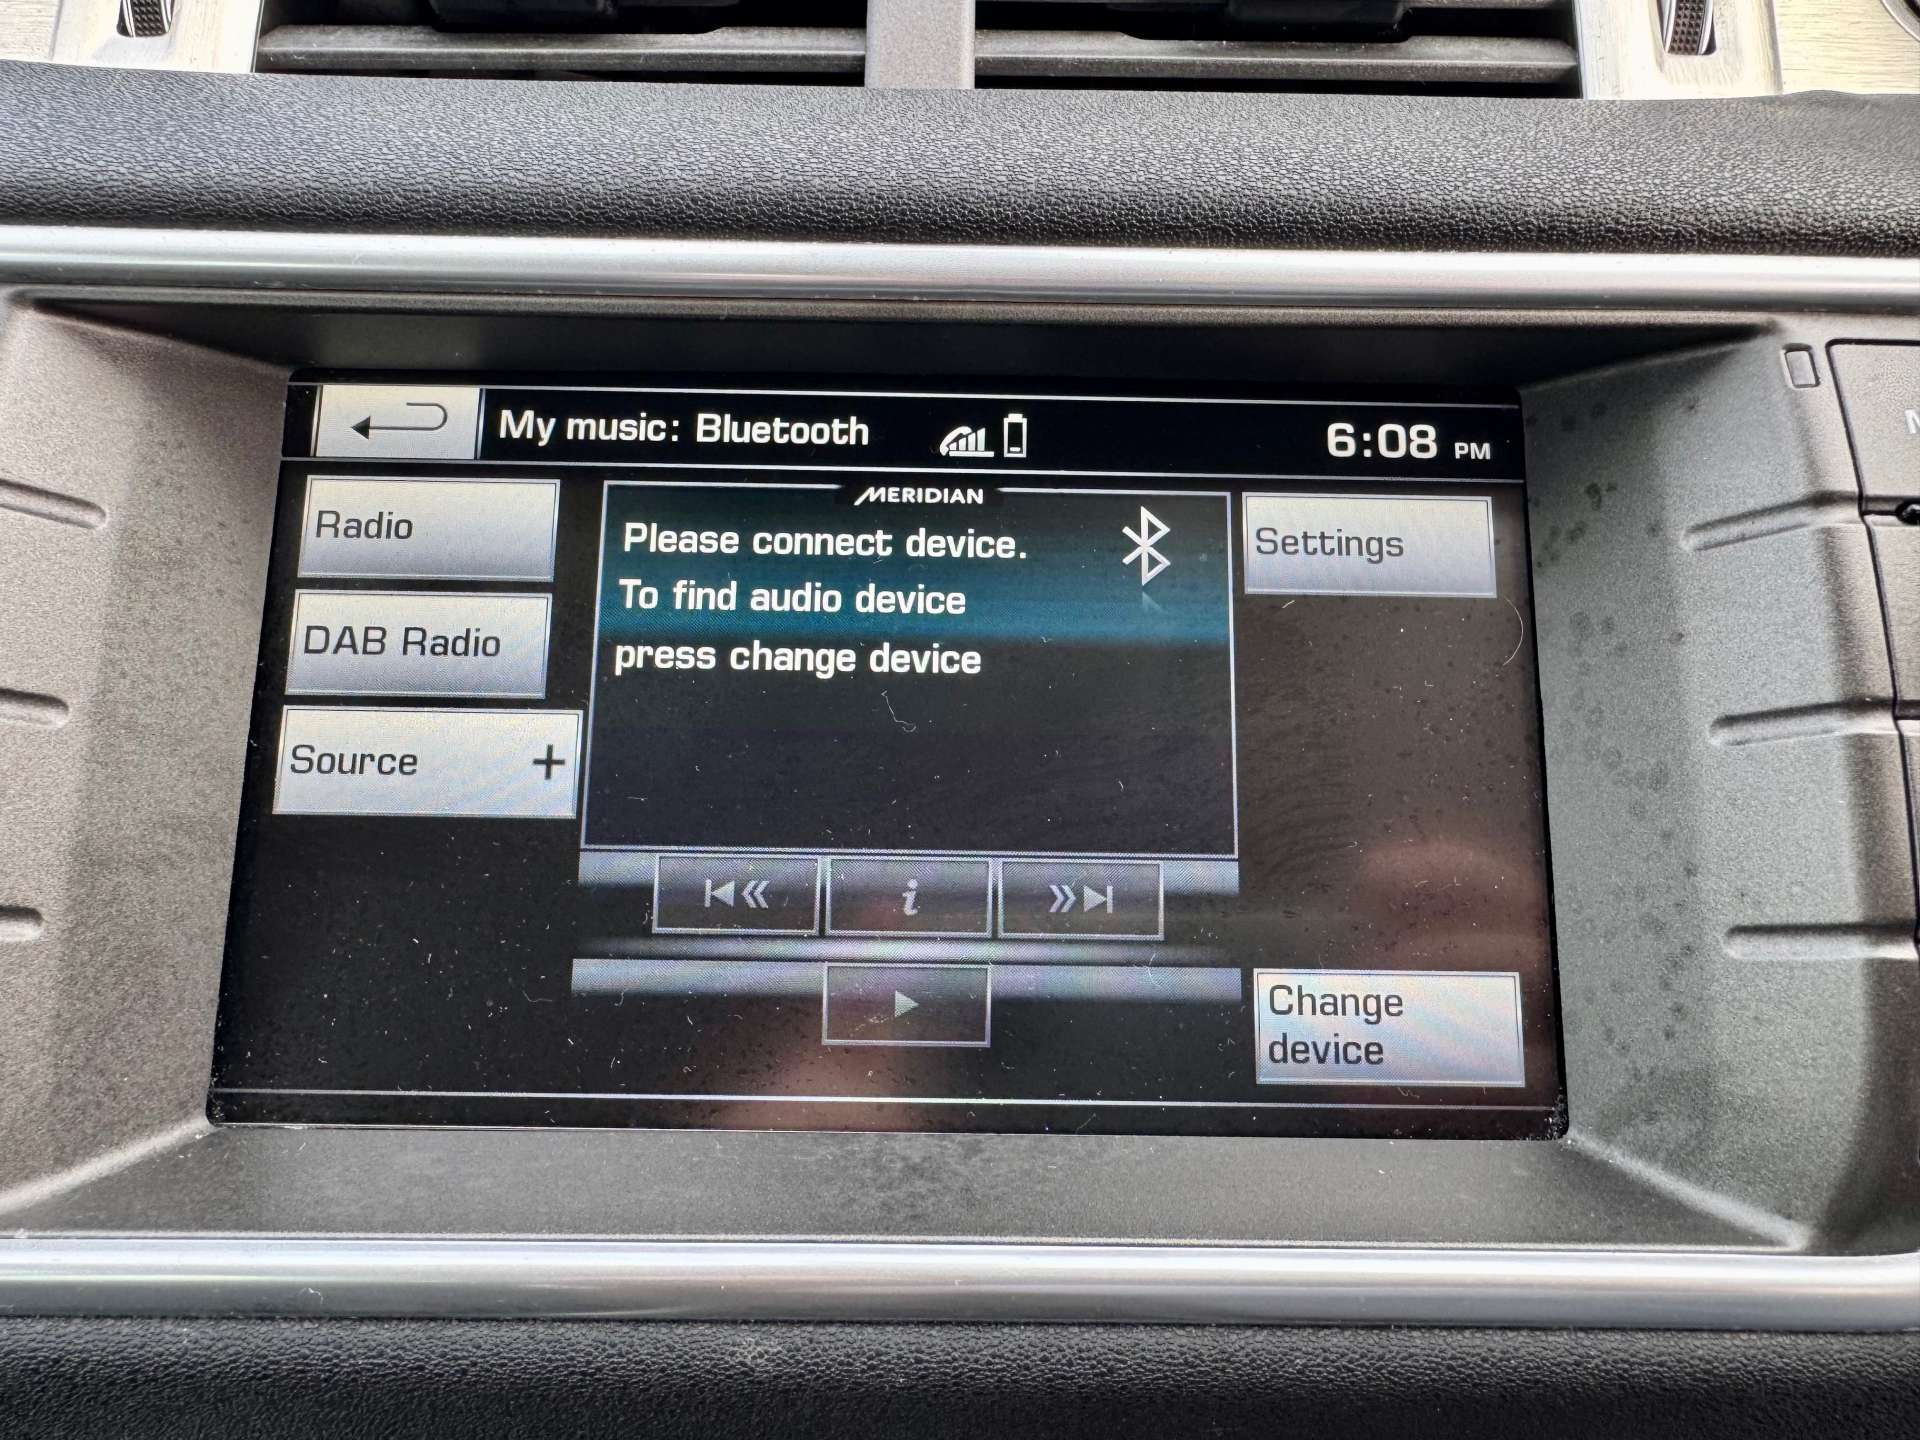 My music: Bluetooth
6:08 PM
Radio
DAB Radio
Source +
MERIDIAN
Please connect device.
To find audio device
press change device
i
Settings
Change
device